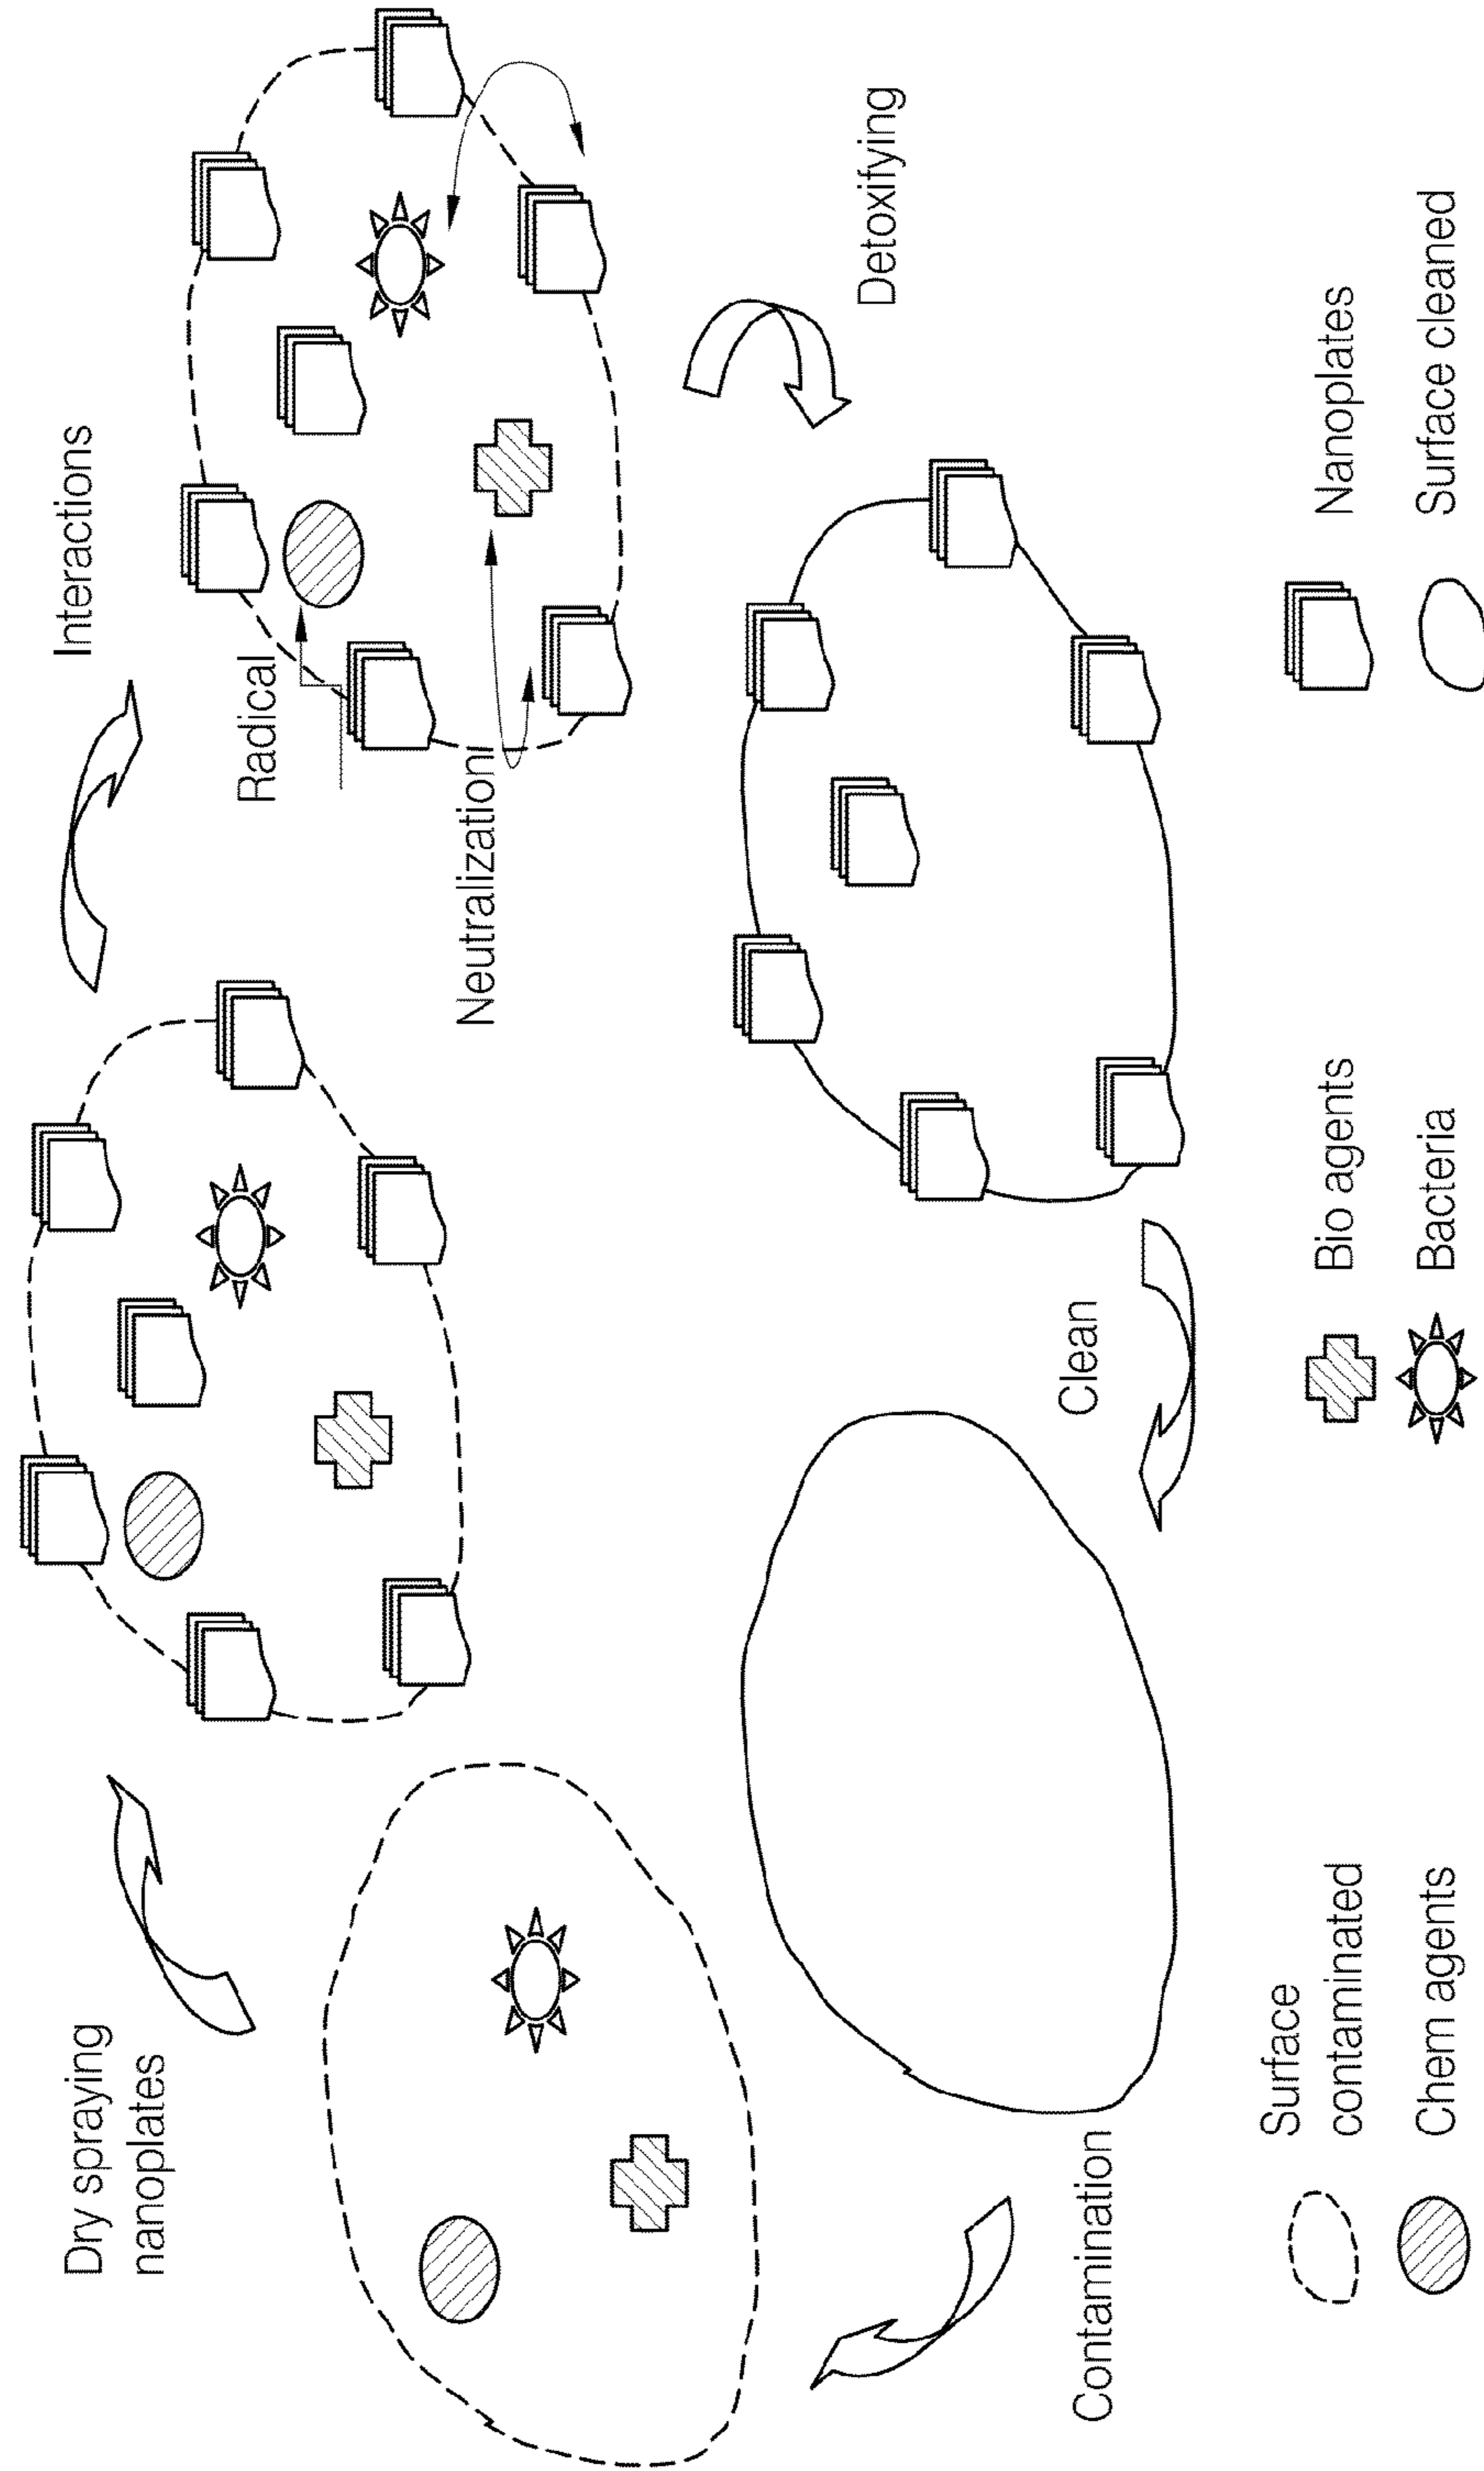 Dry spraying
nanoplates
Interactions
Radical
Neutralization
Detoxifying
Contamination
Clean
Surface
contaminated
Bio agents
Nanoplates
Chem agents
Bacteria
Surface cleaned